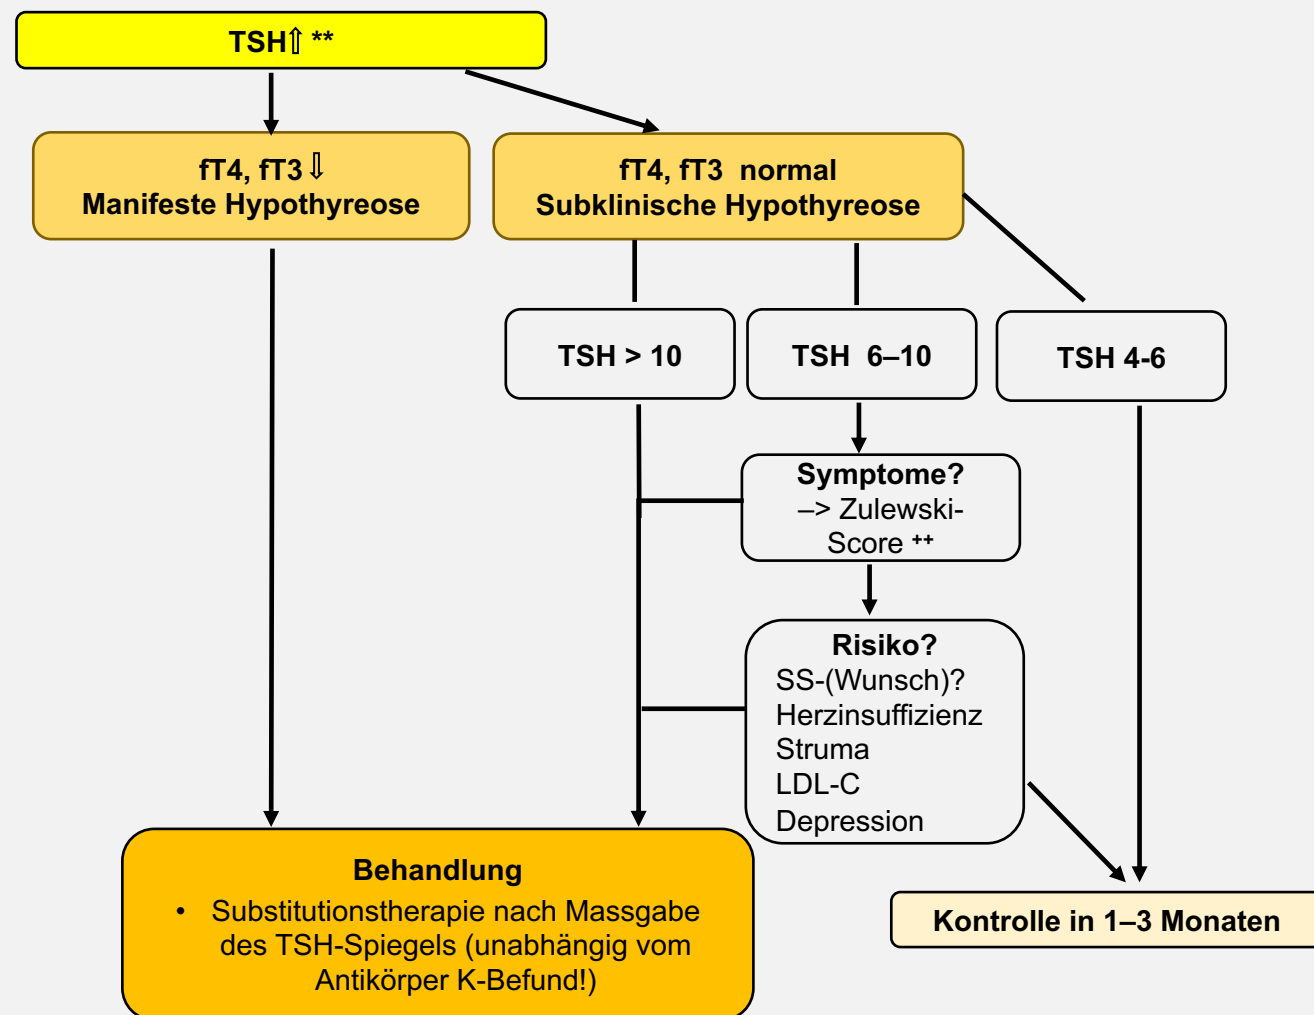 TSH⇧ **
fT4, fT3 ⇩
Manifeste Hypothyreose
fT4, fT3 normal
Subklinische Hypothyreose
TSH > 10
TSH 6–10
TSH 4-6
Symptome?
–> Zulewski-
Score ⁺⁺
Risiko?
SS-(Wunsch)?
Herzinsuffizienz
Struma
LDL-C
Depression
Behandlung
• Substitutionstherapie nach Massgabe
des TSH-Spiegels (unabhängig vom
Antikörper K-Befund!)
Kontrolle in 1–3 Monaten